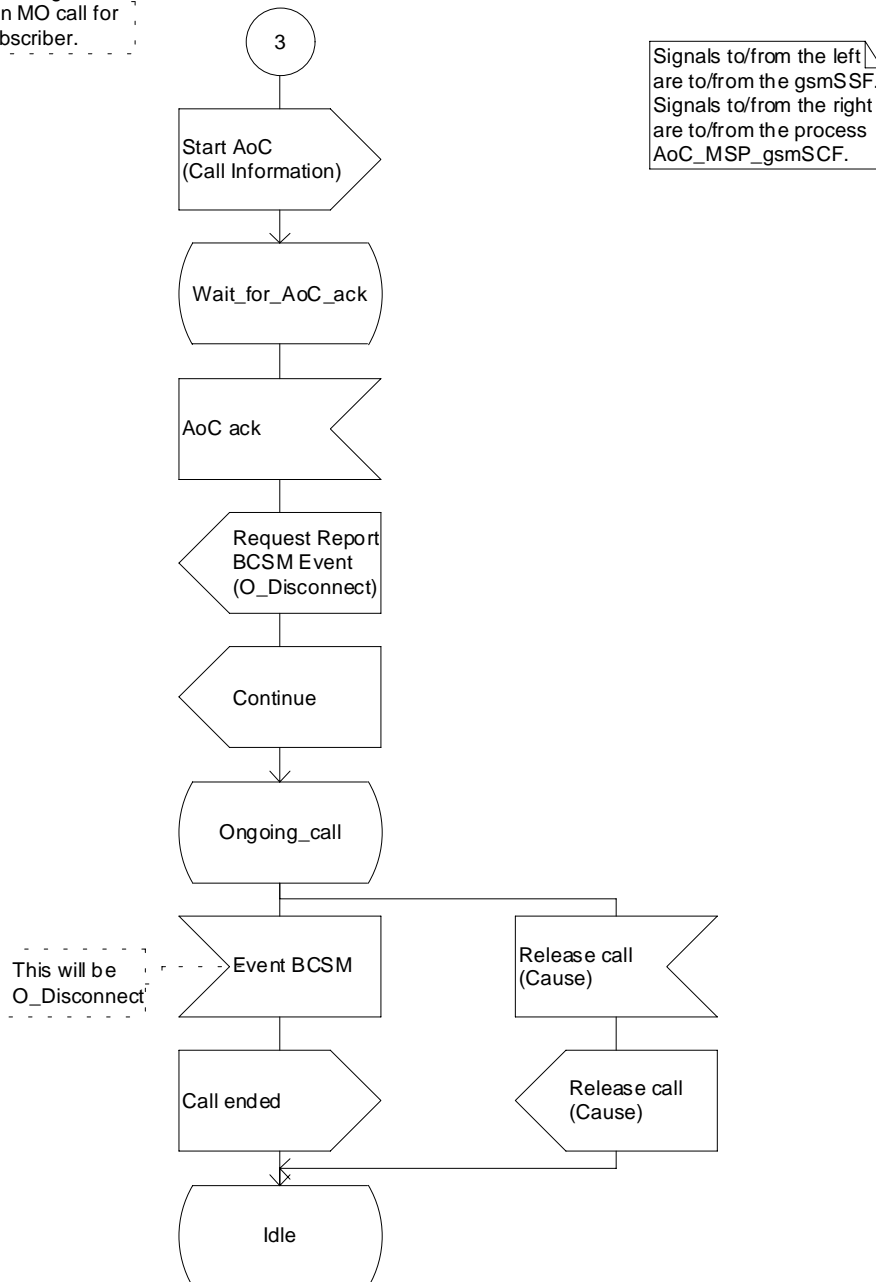 n MO call for
bscriber.
3
Signals to/from the left
are to/from the gsmSSF.
Signals to/from the right
are to/from the process
AoC_MSP_gsmSCF.
Start AoC
(Call Information)
Wait_for_AoC_ack
AoC ack
Request Report
BCSM Event
(O_Disconnect)
Continue
Ongoing_call
This will be
O_Disconnect
Event BCSM
Release call
(Cause)
Call ended
Release call
(Cause)
Idle